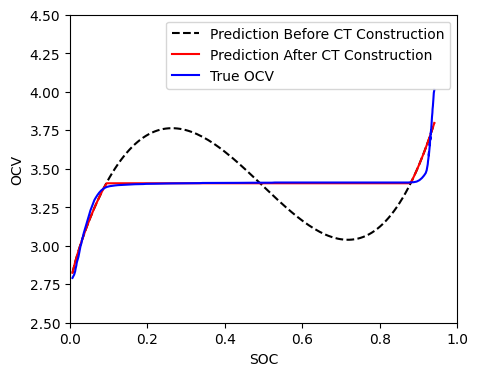 4.50
4.25
4.00
3.75
3.50
3.25
3.00
2.75
2.50
OCV
Prediction Before CT Construction
Prediction After CT Construction
True OCV
0.0 0.2 0.4 0.6 0.8 1.0
SOC